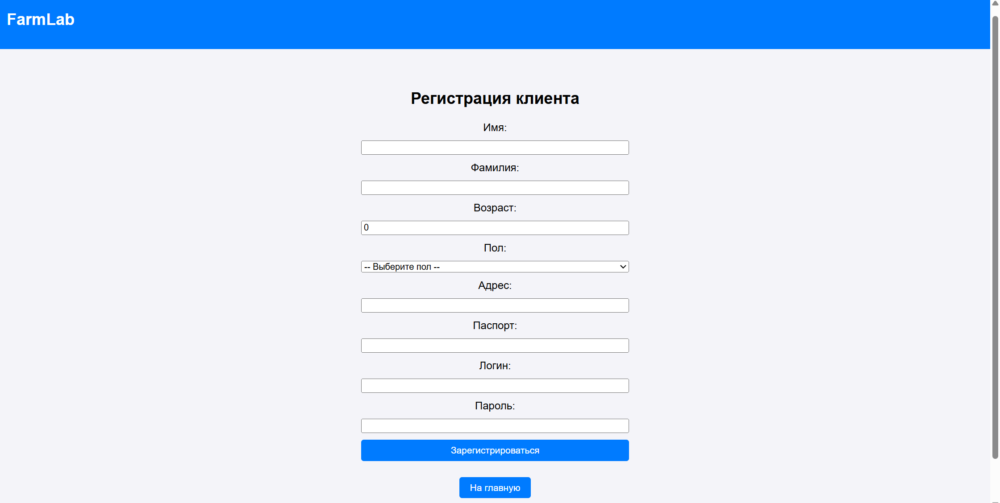 FarmLab
Регистрация клиента
Имя:
Фамилия:
Возраст:
0
Пол:
-- Выберите пол --
Адрес:
Паспорт:
Логин:
Пароль:
Зарегистрироваться
На главную